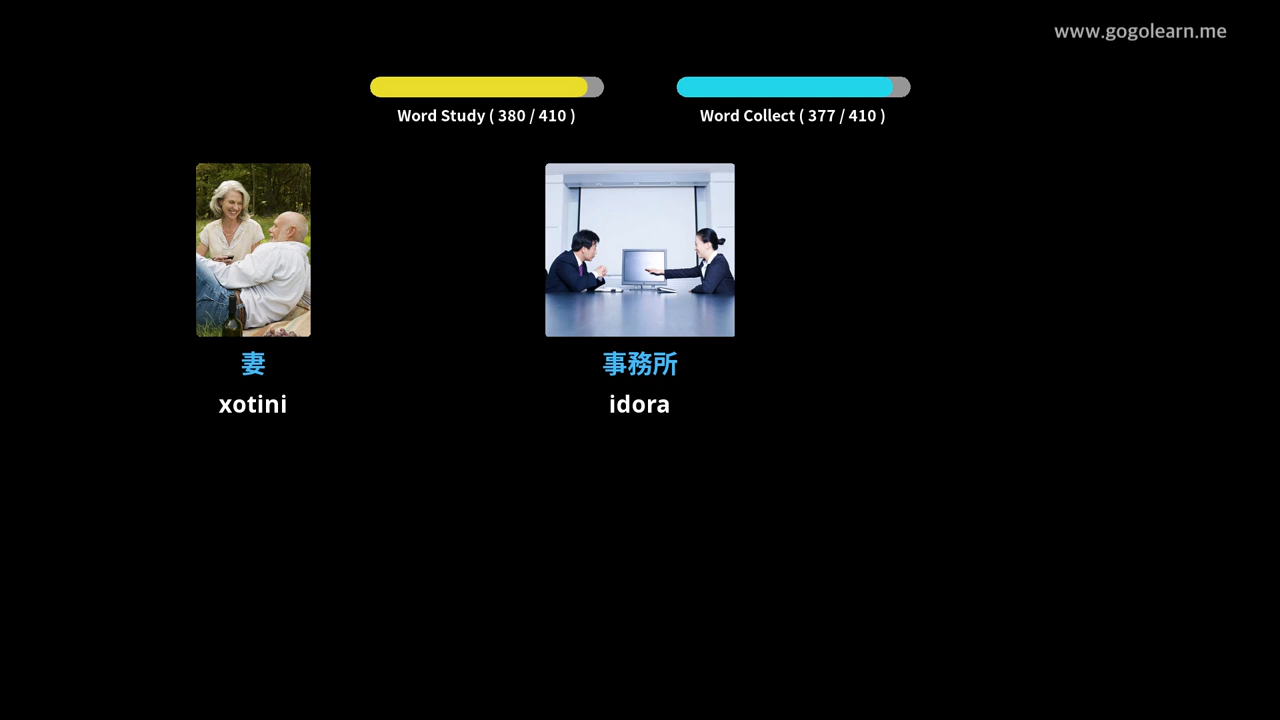 www.gogolearn.me
Word Study ( 380 / 410 )
Word Collect ( 377 / 410 )
妻
xotini
事務所
idora